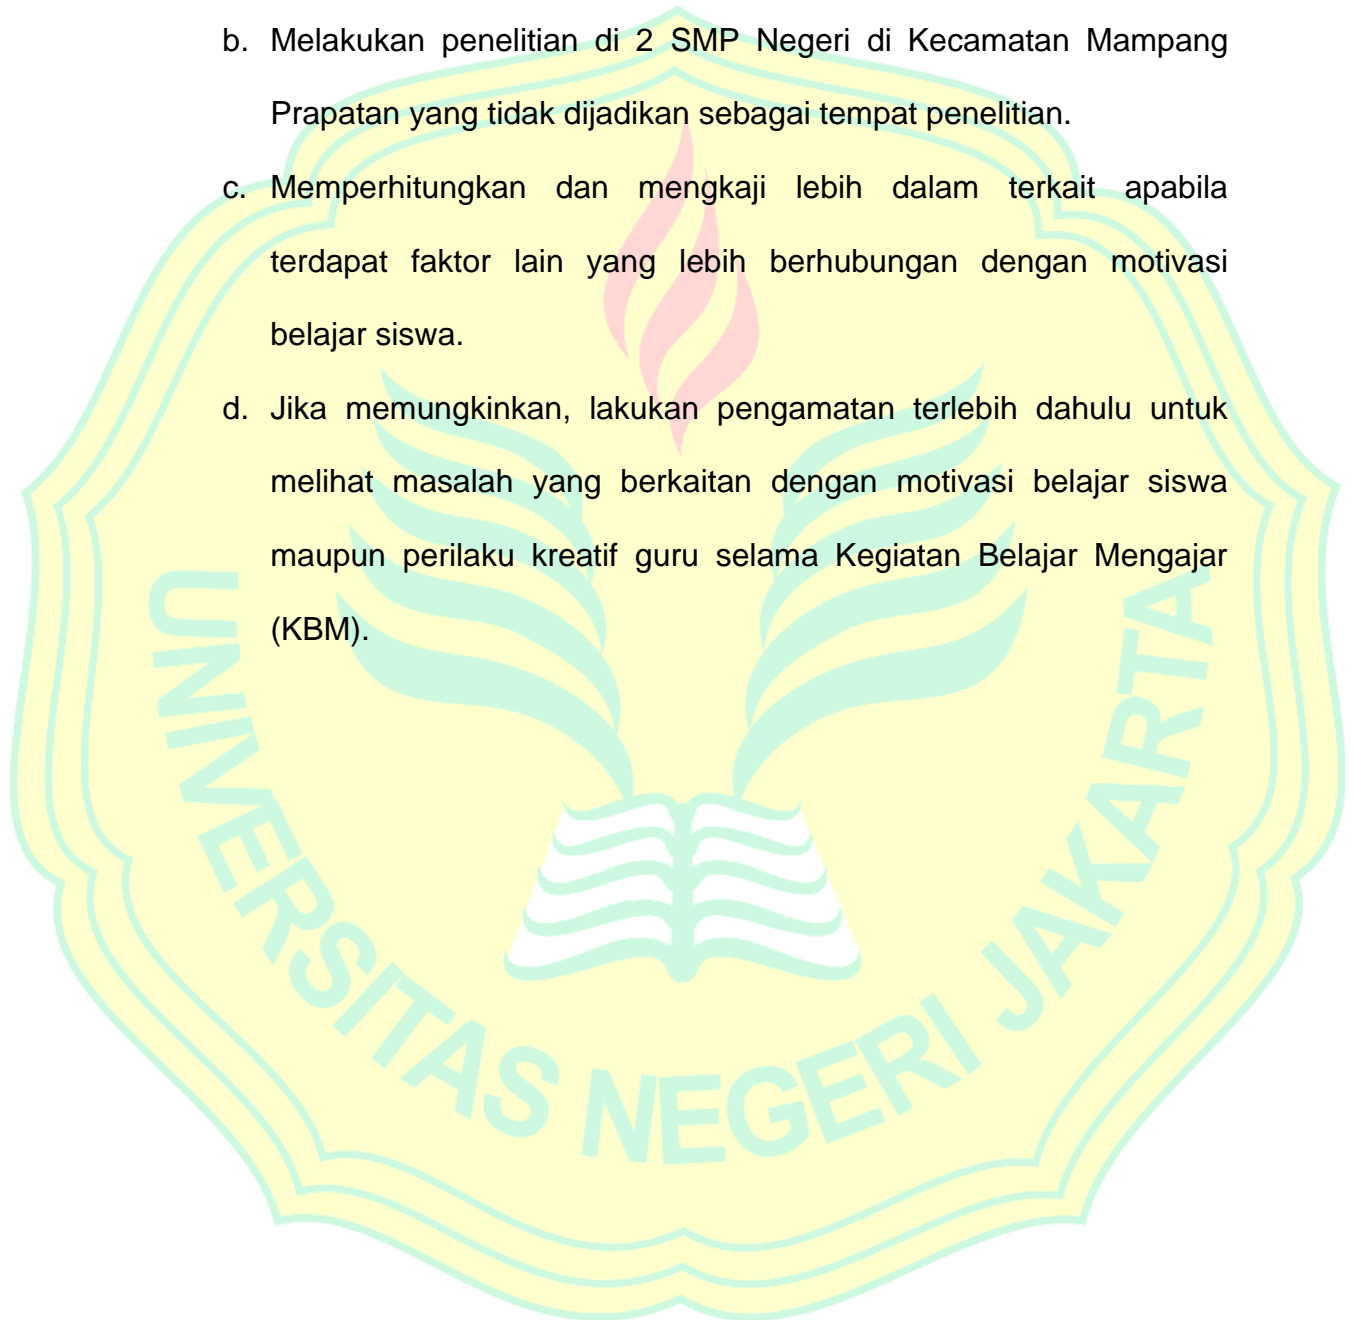 b. Melakukan penelitian di 2 SMP Negeri di Kecamatan Mampang
Prapatan yang tidak dijadikan sebagai tempat penelitian.
c. Memperhitungkan dan mengkaji lebih dalam terkait apabila
terdapat faktor lain yang lebih berhubungan dengan motivasi
belajar siswa.
d. Jika memungkinkan, lakukan pengamatan terlebih dahulu untuk
melihat masalah yang berkaitan dengan motivasi belajar siswa
maupun perilaku kreatif guru selama Kegiatan Belajar Mengajar
(KBM).
UNIVERSITAS NEGERI JAKARTA